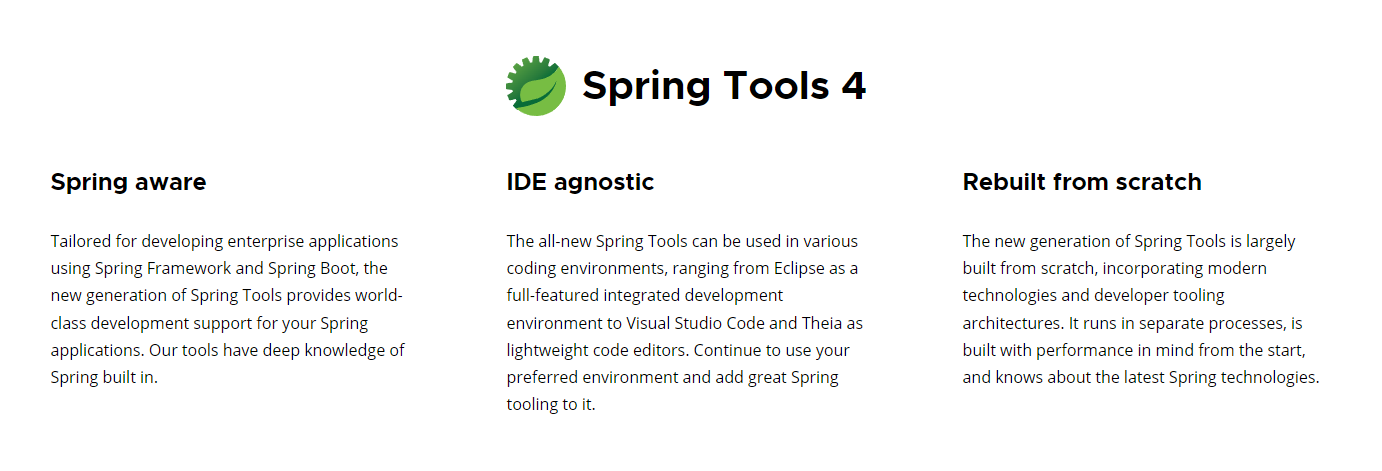 Spring Tools 4
Spring aware
Tailored for developing enterprise applications
using Spring Framework and Spring Boot, the
new generation of Spring Tools provides world-
class development support for your Spring
applications. Our tools have deep knowledge of
Spring built in.
IDE agnostic
The all-new Spring Tools can be used in various
coding environments, ranging from Eclipse as a
full-featured integrated development
environment to Visual Studio Code and Theia as
lightweight code editors. Continue to use your
preferred environment and add great Spring
tooling to it.
Rebuilt from scratch
The new generation of Spring Tools is largely
built from scratch, incorporating modern
technologies and developer tooling
architectures. It runs in separate processes, is
built with performance in mind from the start,
and knows about the latest Spring technologies.